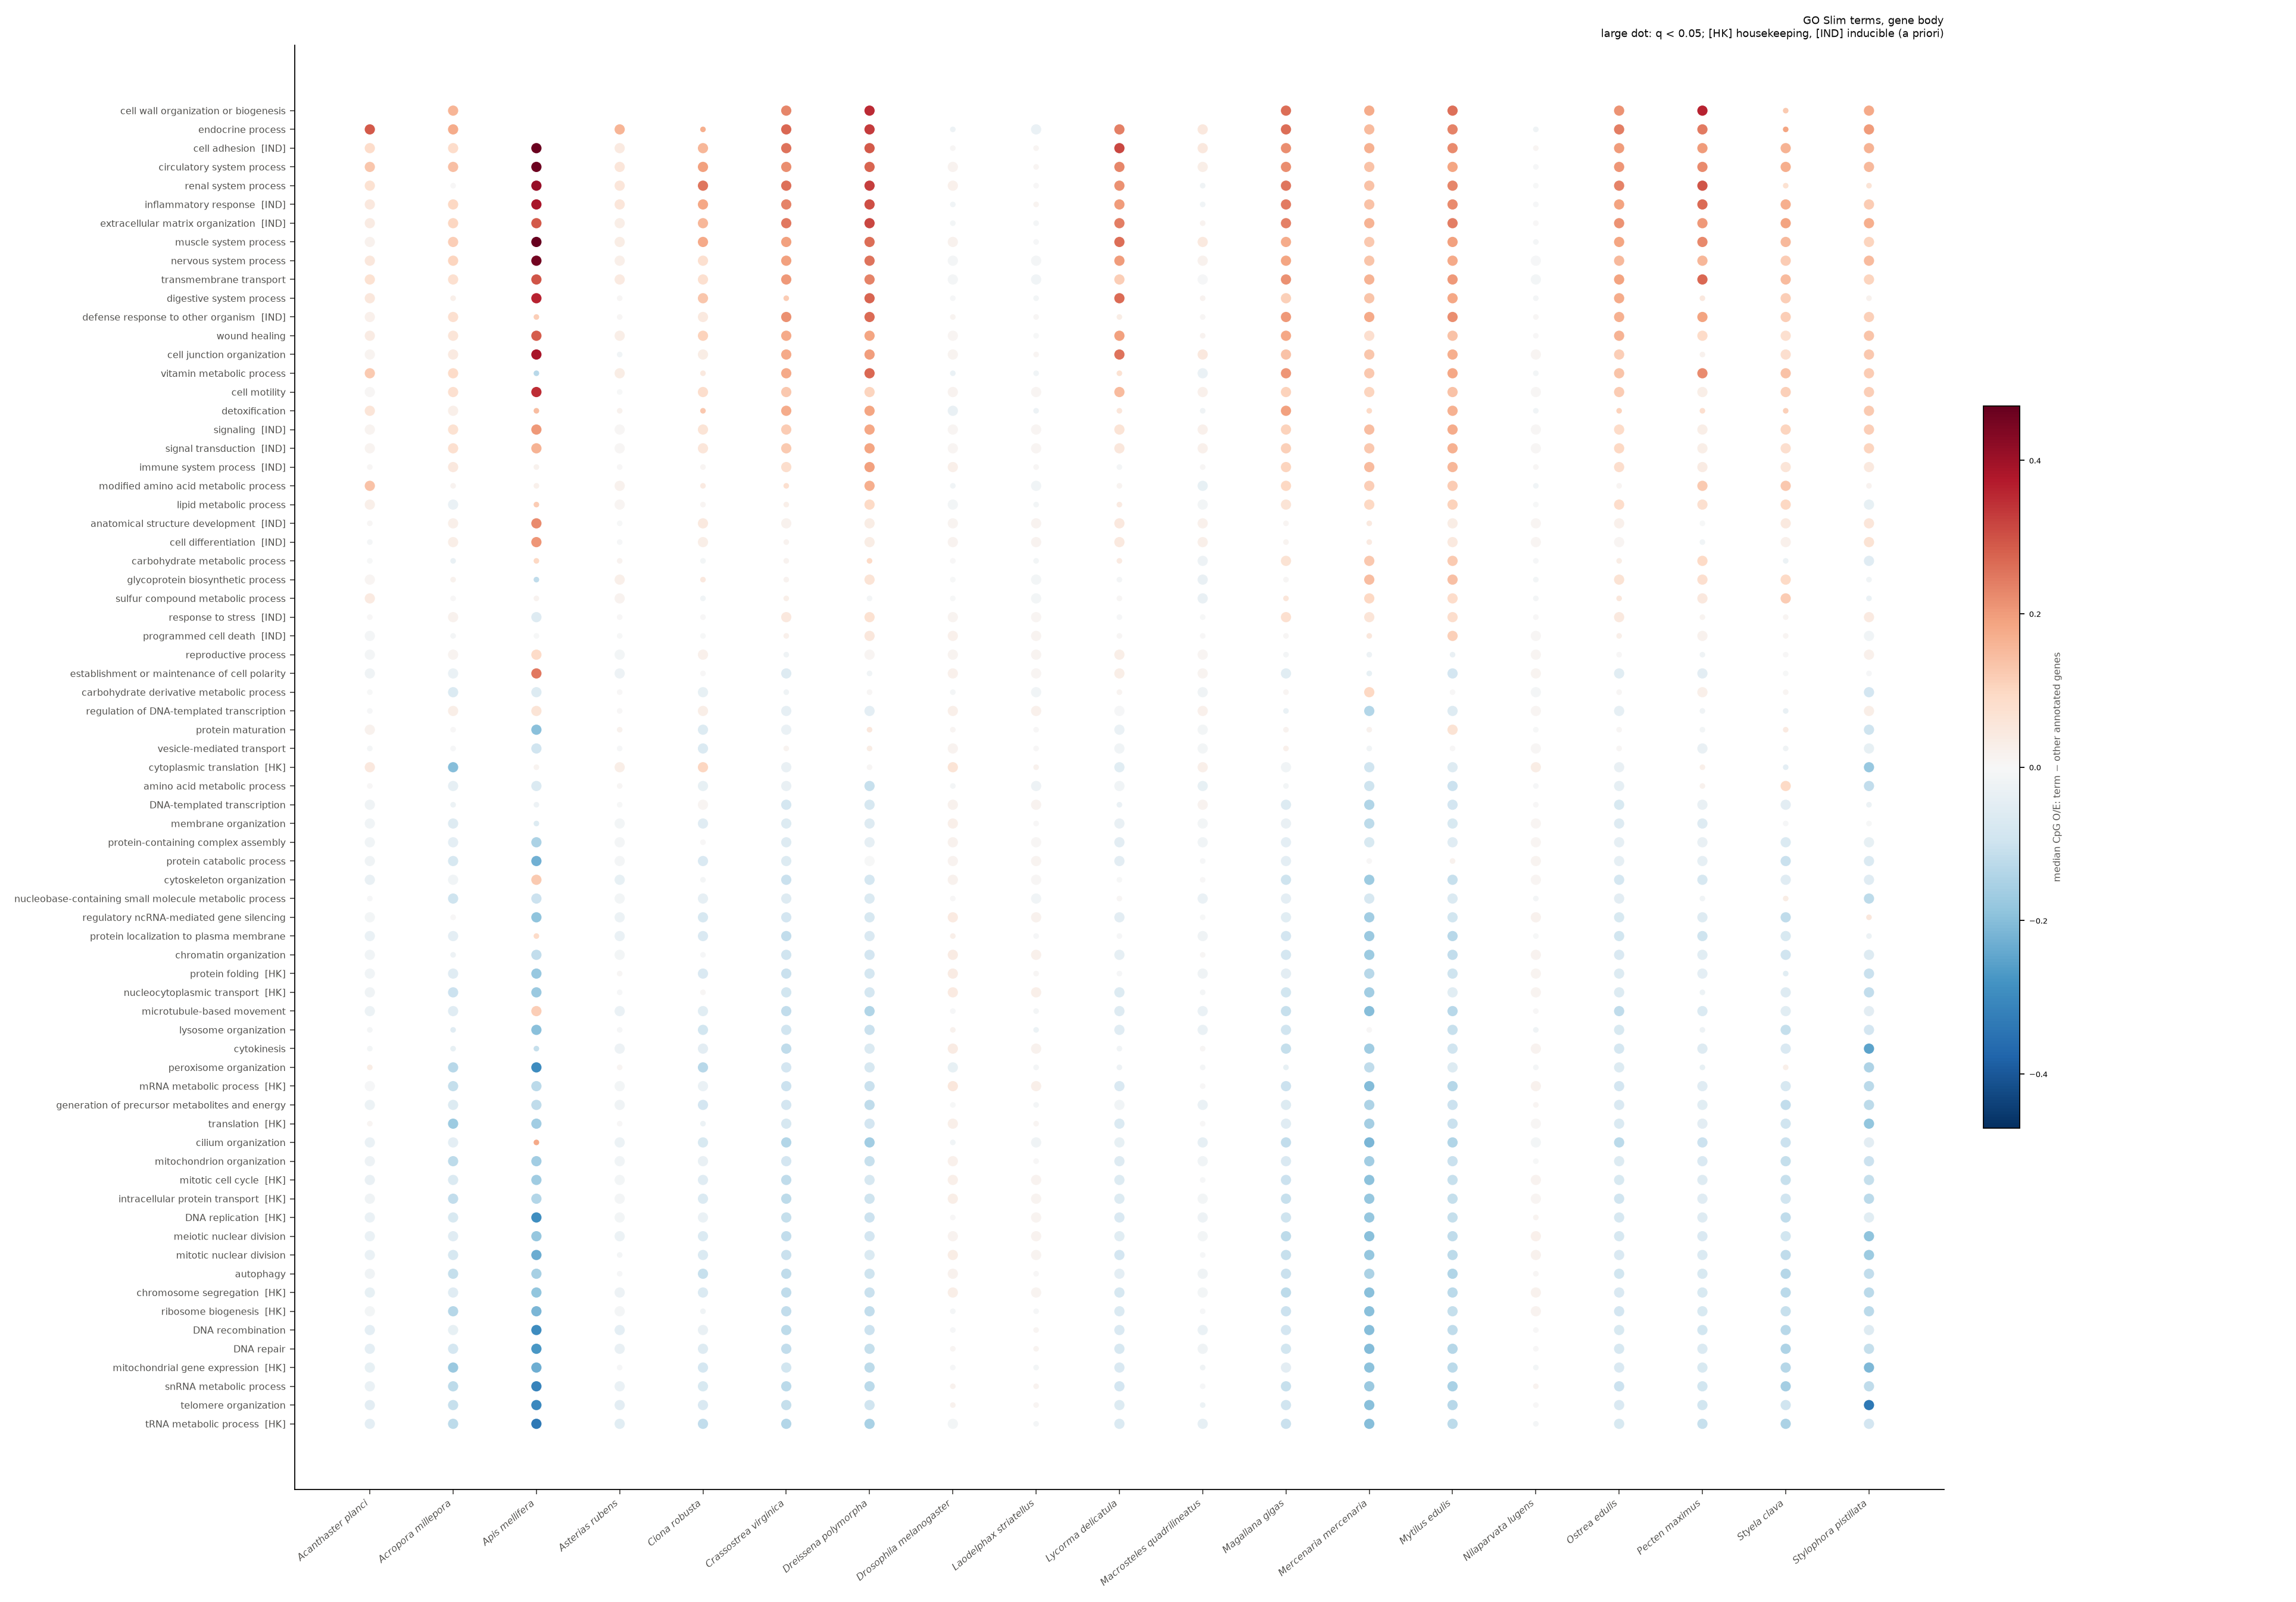 GO Slim terms, gene body
large dot: q < 0.05; [HK] housekeeping, [IND] inducible (a priori)
cell wall organization or biogenesis
endocrine process
cell adhesion [IND]
circulatory system process
renal system process
inflammatory response [IND]
extracellular matrix organization [IND]
muscle system process
nervous system process
transmembrane transport
digestive system process
defense response to other organism [IND]
wound healing
cell junction organization
vitamin metabolic process
cell motility
detoxification
signaling [IND]
signal transduction [IND]
immune system process [IND]
modified amino acid metabolic process
lipid metabolic process
anatomical structure development [IND]
cell differentiation [IND]
carbohydrate metabolic process
glycoprotein biosynthetic process
sulfur compound metabolic process
response to stress [IND]
programmed cell death [IND]
reproductive process
establishment or maintenance of cell polarity
carbohydrate derivative metabolic process
regulation of DNA-templated transcription
protein maturation
vesicle-mediated transport
cytoplasmic translation [HK]
amino acid metabolic process
DNA-templated transcription
membrane organization
protein-containing complex assembly
protein catabolic process
cytoskeleton organization
nucleobase-containing small molecule metabolic process
regulatory ncRNA-mediated gene silencing
protein localization to plasma membrane
chromatin organization
protein folding [HK]
nucleocytoplasmic transport [HK]
microtubule-based movement
lysosome organization
cytokinesis
peroxisome organization
mRNA metabolic process [HK]
generation of precursor metabolites and energy
translation [HK]
cilium organization
mitochondrion organization
mitotic cell cycle [HK]
intracellular protein transport [HK]
DNA replication [HK]
meiotic nuclear division
mitotic nuclear division
autophagy
chromosome segregation [HK]
ribosome biogenesis [HK]
DNA recombination
DNA repair
mitochondrial gene expression [HK]
snRNA metabolic process
telomere organization
tRNA metabolic process [HK]
Acanthaster planci
Acropora millepora
Apis mellifera
Asterias rubens
Ciona robusta
Crassostrea virginica
Dreissena polymorpha
Drosophila melanogaster
Laodelphax striatellus
Lycorma delicatula
Macrosteles quadrilineatus
Magallana gigas
Mercenaria mercenaria
Mytilus edulis
Nilaparvata lugens
Ostrea edulis
Pecten maximus
Styela clava
Stylophora pistillata
0.4
0.2
0.0
−0.2
−0.4
median CpG O/E: term − other annotated genes